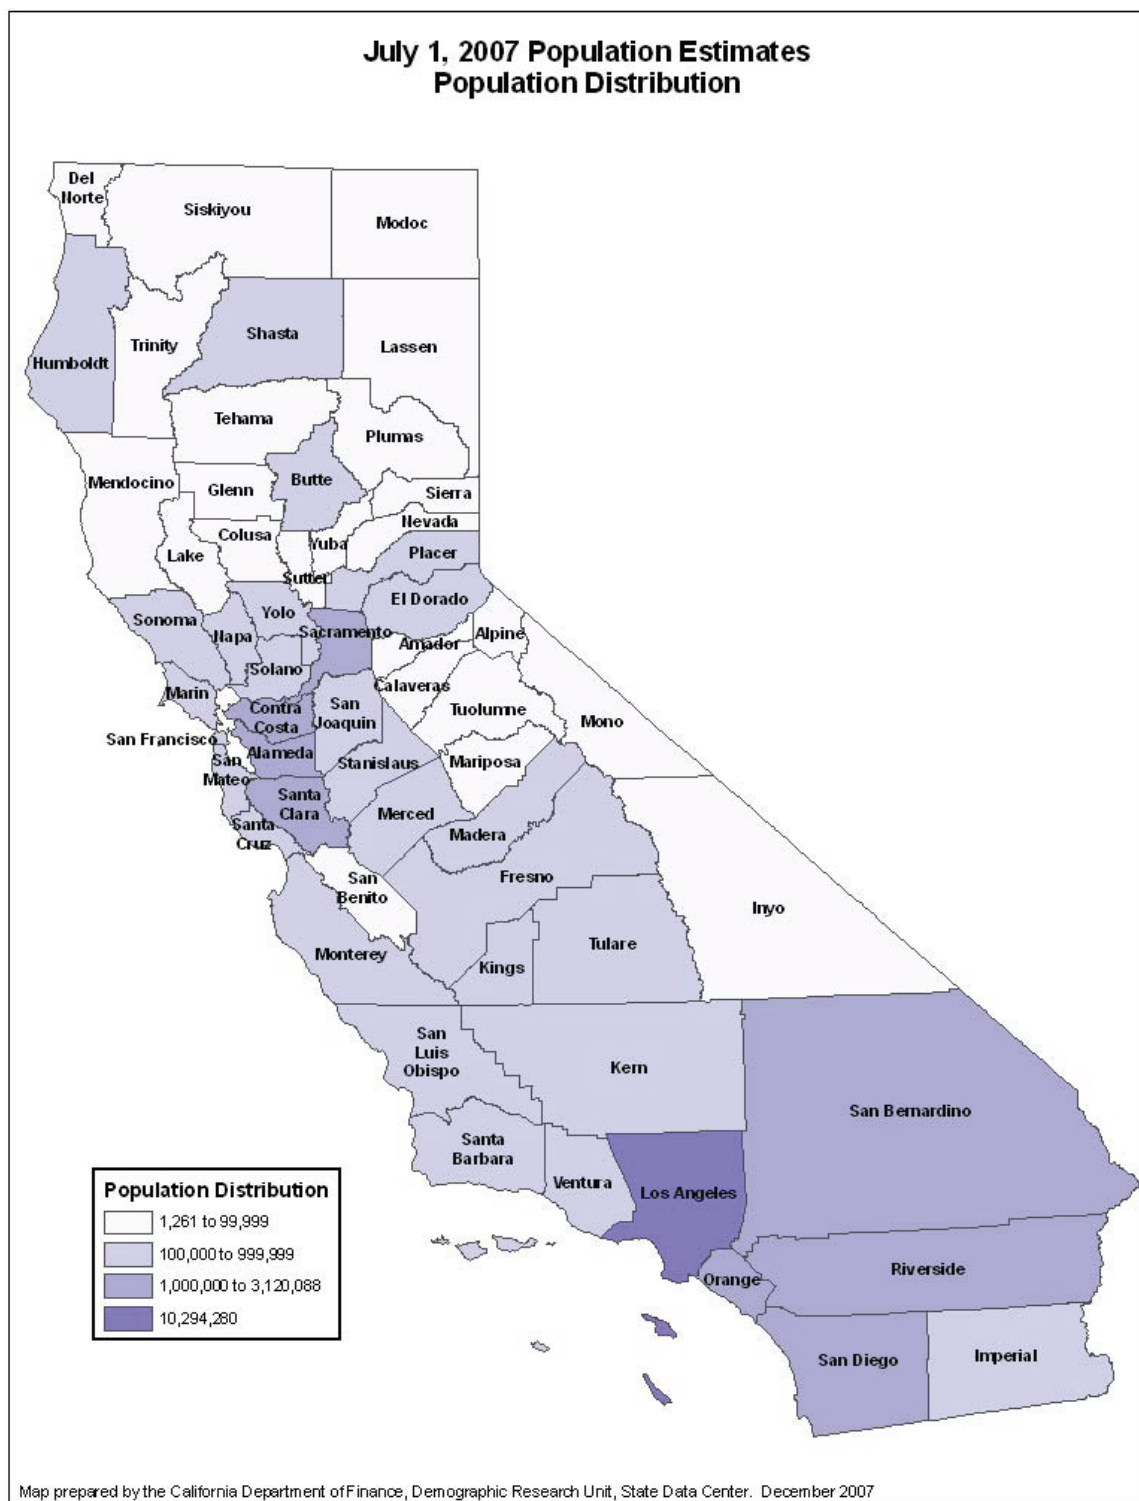 July 1, 2007 Population Estimates
Population Distribution
Del
Norte
Siskiyou
Modoc
Humboldt
Trinity
Shasta
Lassen
Tehama
Plumas
Mendocino
Glenn
Butte
Sierra
Nevada
Colusa
Lake
Yuba
Sutter
Placer
El Dorado
Sonoma
Napa
Yolo
Sacramento
Solano
Amador
Alpine
Calaveras
Marin
Contra
Costa
San
Joaquin
Tuolumne
Mono
San Francisco
Alameda
Stanislaus
Mariposa
San
Mateo
Santa
Clara
Merced
Madera
Santa
Cruz
San
Benito
Fresno
Inyo
Monterey
Kings
Tulare
San
Luis
Obispo
Kern
San Bernardino
Santa
Barbara
Ventura
Los Angeles
Orange
Riverside
San Diego
Imperial
Population Distribution
1,261 to 99,999
100,000 to 999,999
1,000,000 to 3,120,088
10,294,280
Map prepared by the California Department of Finance, Demographic Research Unit, State Data Center. December 2007